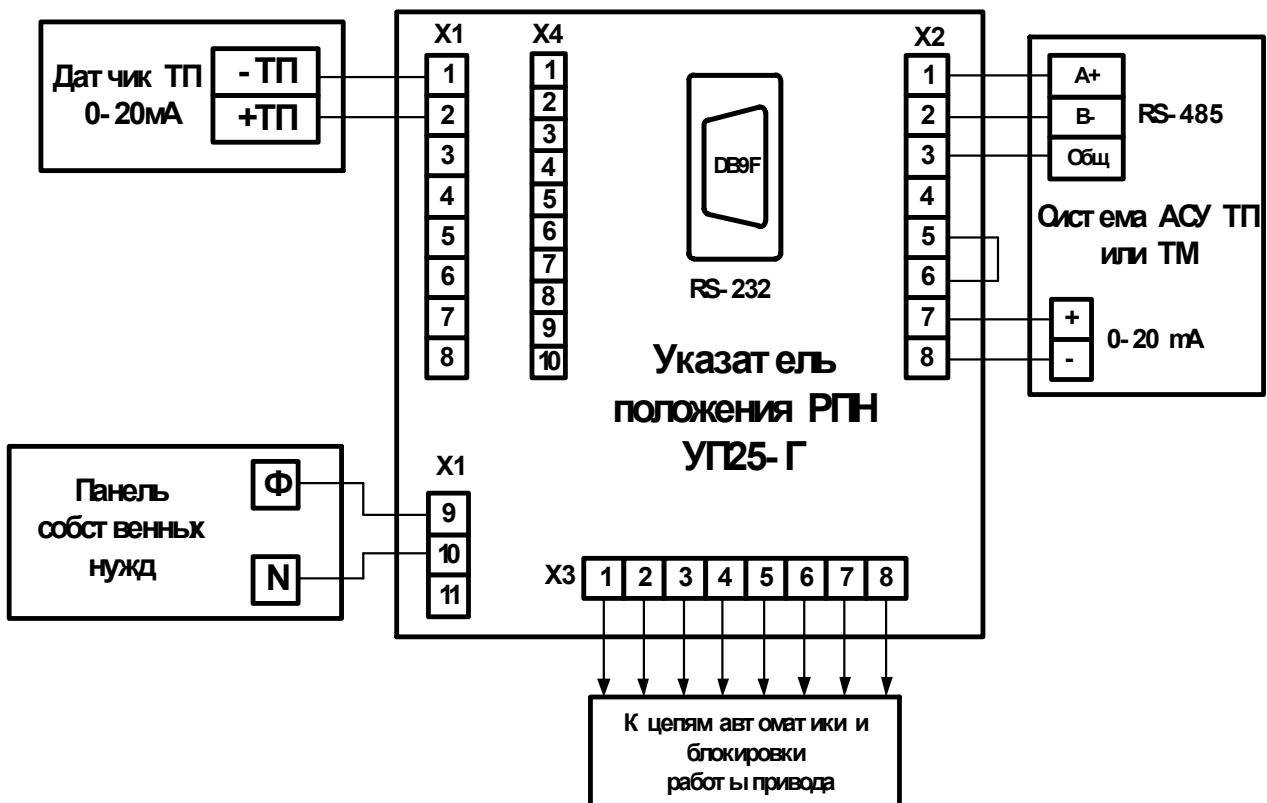 Датчик ТП
0-20мА
-ТП
+ТП
X1
1
2
3
4
5
6
7
8
X4
1
2
3
4
5
6
7
8
9
10
DB9F
RS-232
X2
1
2
3
4
5
6
7
8
A+
B-
Общ
RS-485
Система АСУ ТП
или ТМ
+
-
0-20 mA
Указатель
положения РПН
УП25-Г
Панель
собственных
нужд
Ф
N
X1
9
10
11
X3 1 2 3 4 5 6 7 8
К цепям автоматики и
блокировки
работы привода